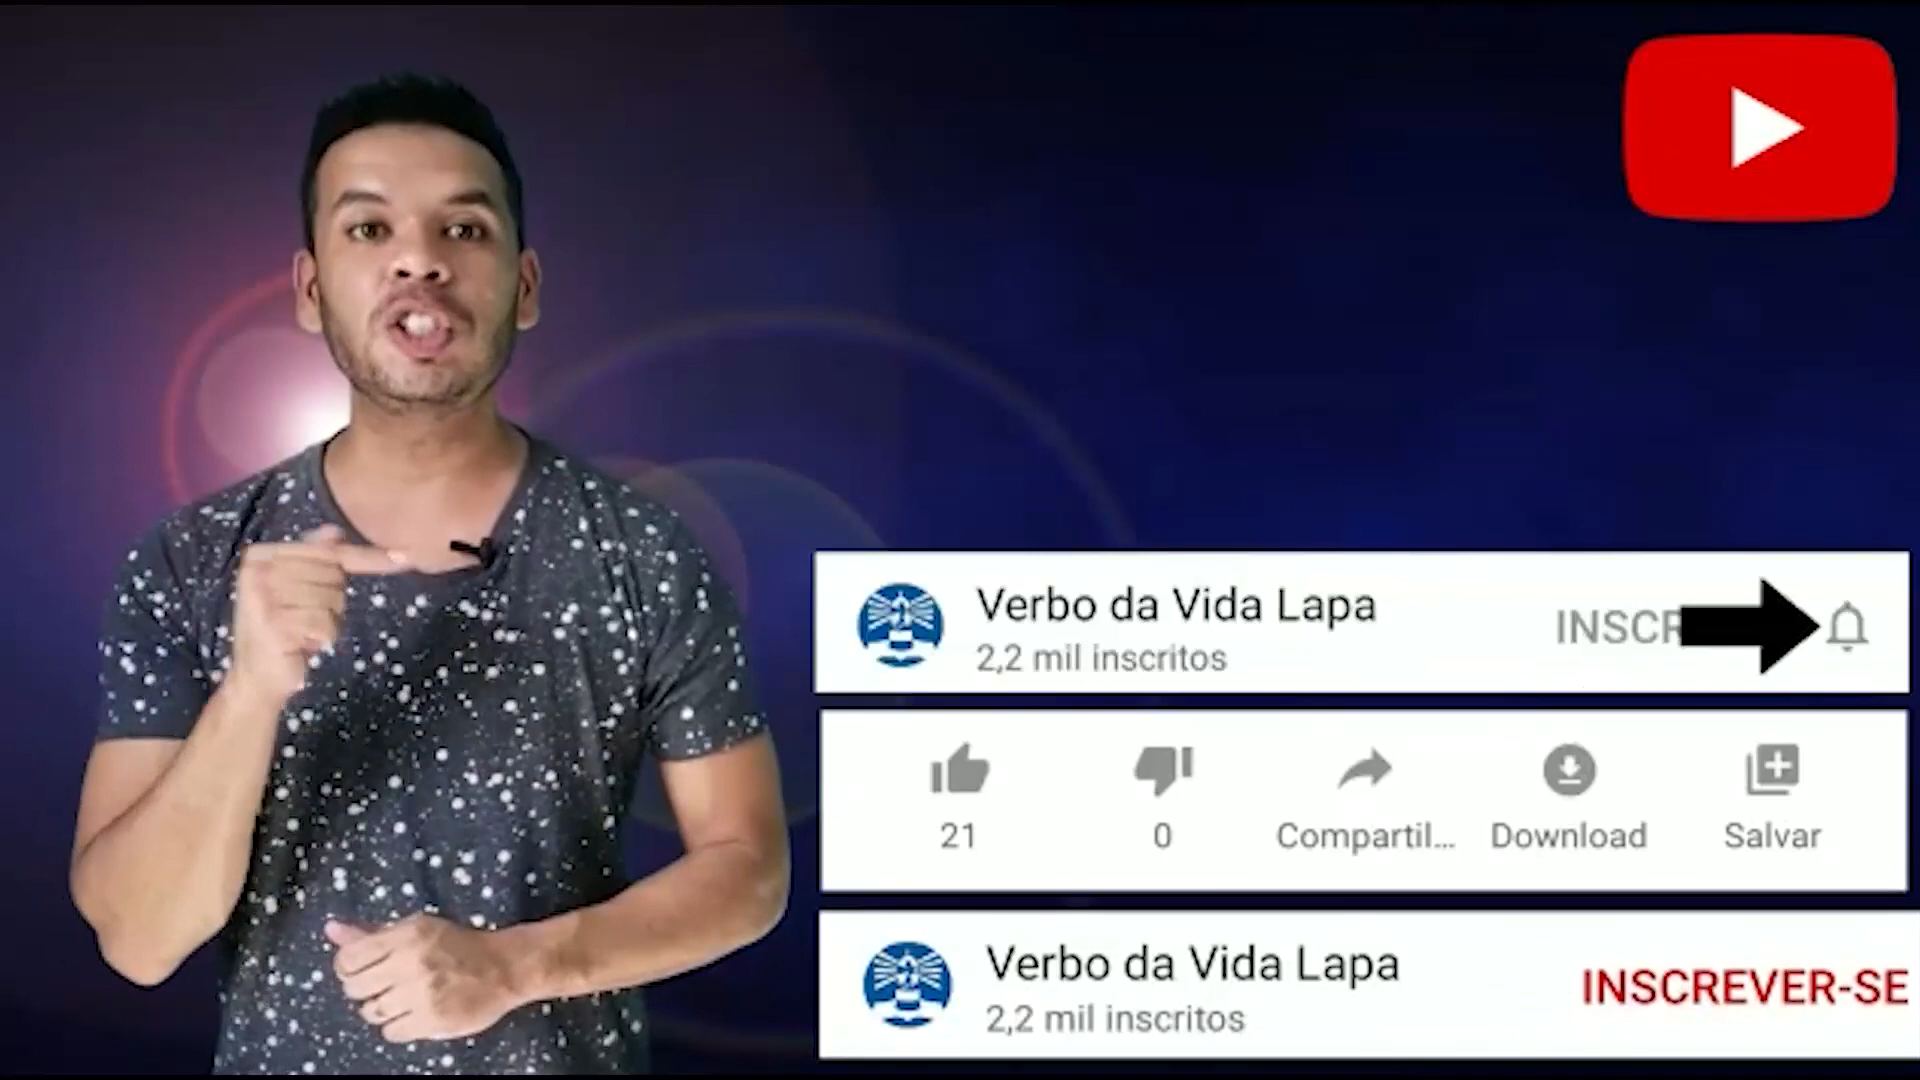 Verbo da Vida Lapa
2,2 mil inscritos
INSCR
21
0
Compartil...
Download
Salvar
Verbo da Vida Lapa
2,2 mil inscritos
INSCREVER-SE